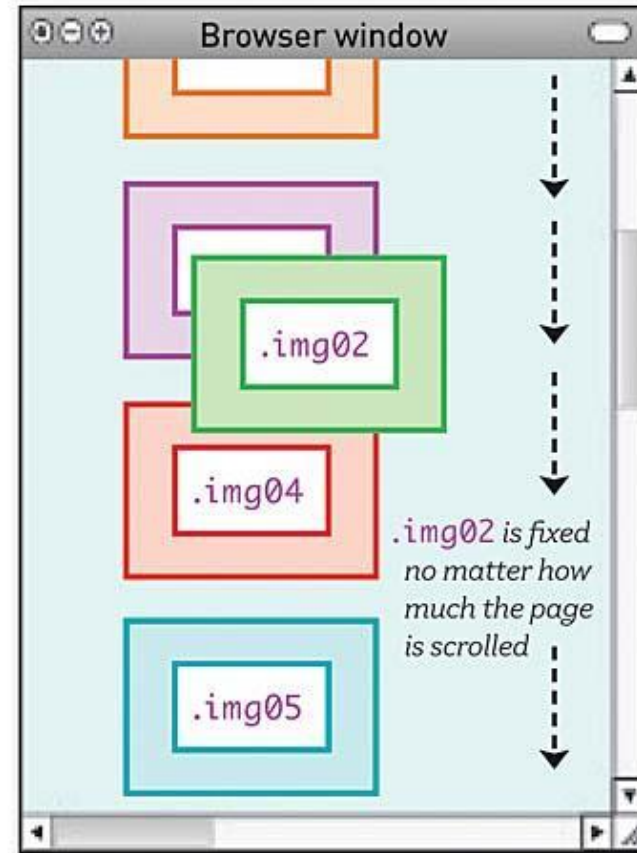 Browser window
.img02
.img04
.img02 is fixed
no matter how
much the page
is scrolled
.img05